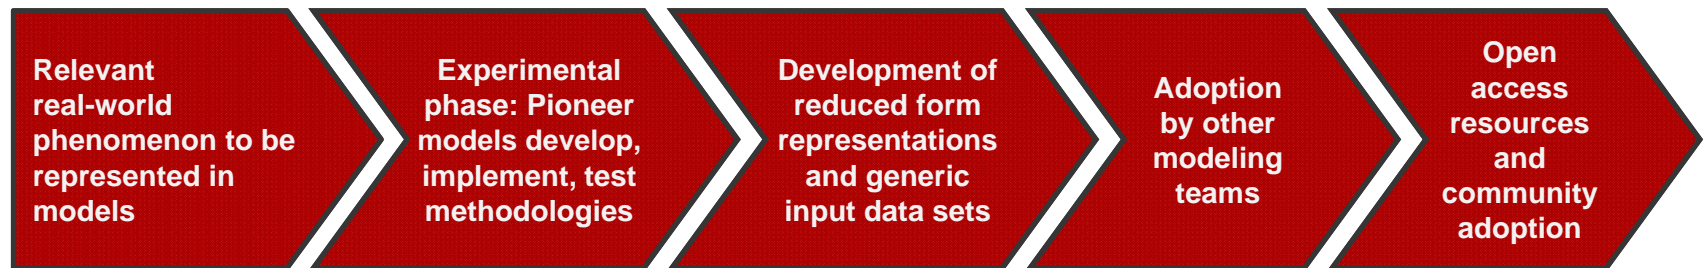 Relevant
real-world
phenomenon to be
represented in
models
Experimental
phase: Pioneer
models develop,
implement, test
methodologies
Development of
reduced form
representations
and generic
input data sets
Adoption
by other
modeling
teams
Open
access
resources
and
community
adoption